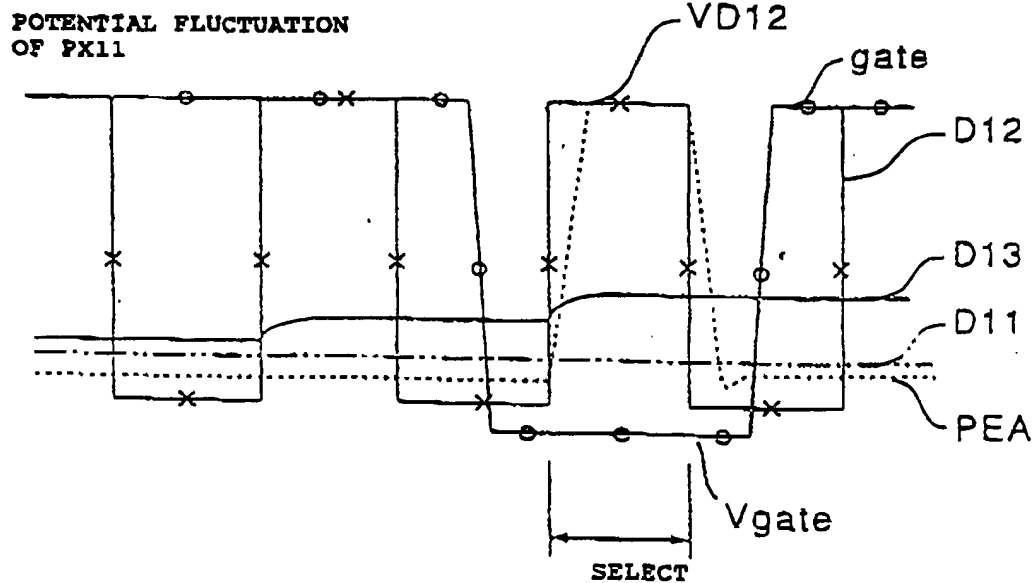 POTENTIAL FLUCTUATION
OF PX11
VD12
gate
D12
D13
D11
PEA
Vgate
SELECT